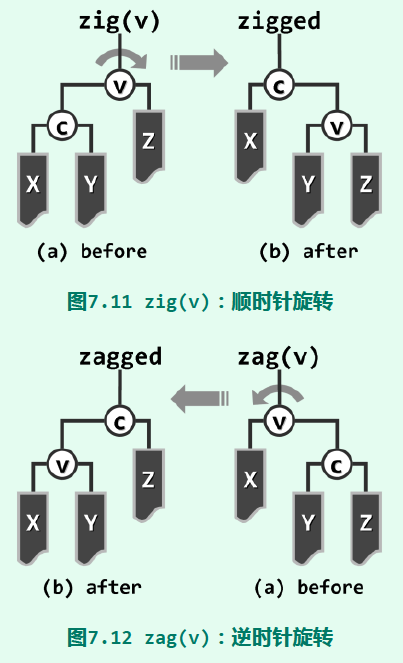 zig(v) zigged
v c
c Z X v
X Y Y Z
(a) before (b) after
图7.11 zig(v)：顺时针旋转
zagged zag(v)
c v
v Z X c
X Y Y Z
(b) after (a) before
图7.12 zag(v)：逆时针旋转